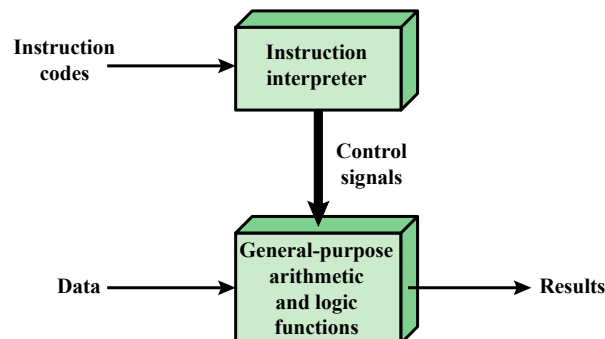 Instruction
codes
Instruction
interpreter
Control
signals
Data
General-purpose
arithmetic
and logic
functions
Results